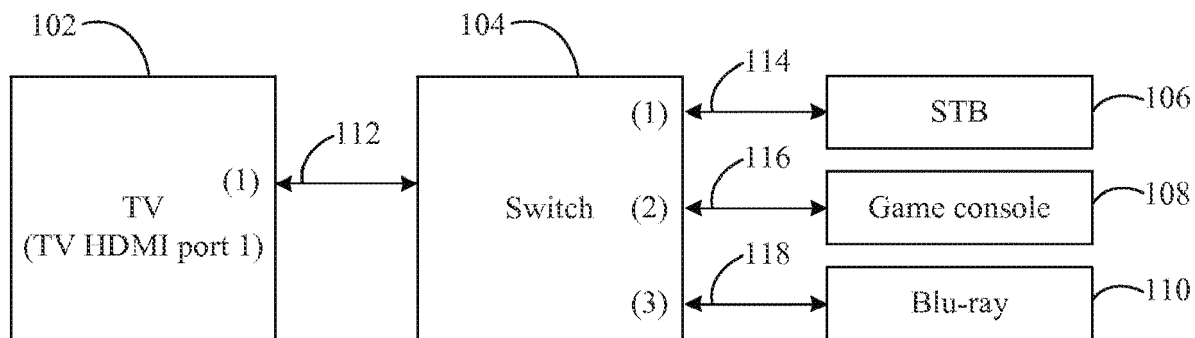 102
104
114
(1)
STB
106
112
116
(1)
TV
(TV HDMI port 1)
Switch
(2)
Game console
108
118
(3)
Blu-ray
110